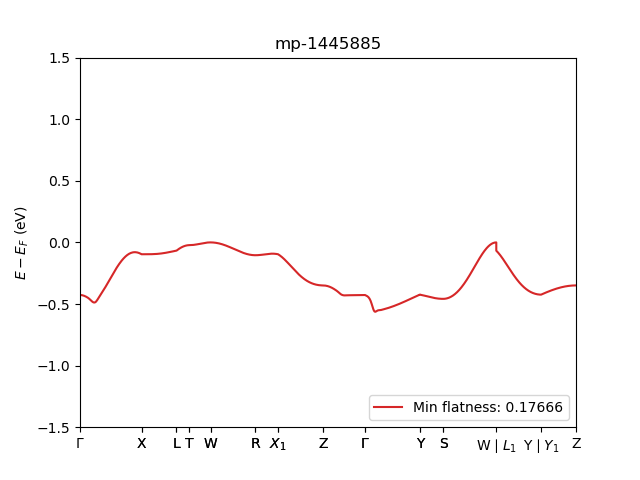 mp-1445885
E − E_F (eV)
1.5
1.0
0.5
0.0
−0.5
−1.0
−1.5
Min flatness: 0.17666
Γ X L T W R X₁ Z Γ Y S W | L₁ Y | Y₁ Z